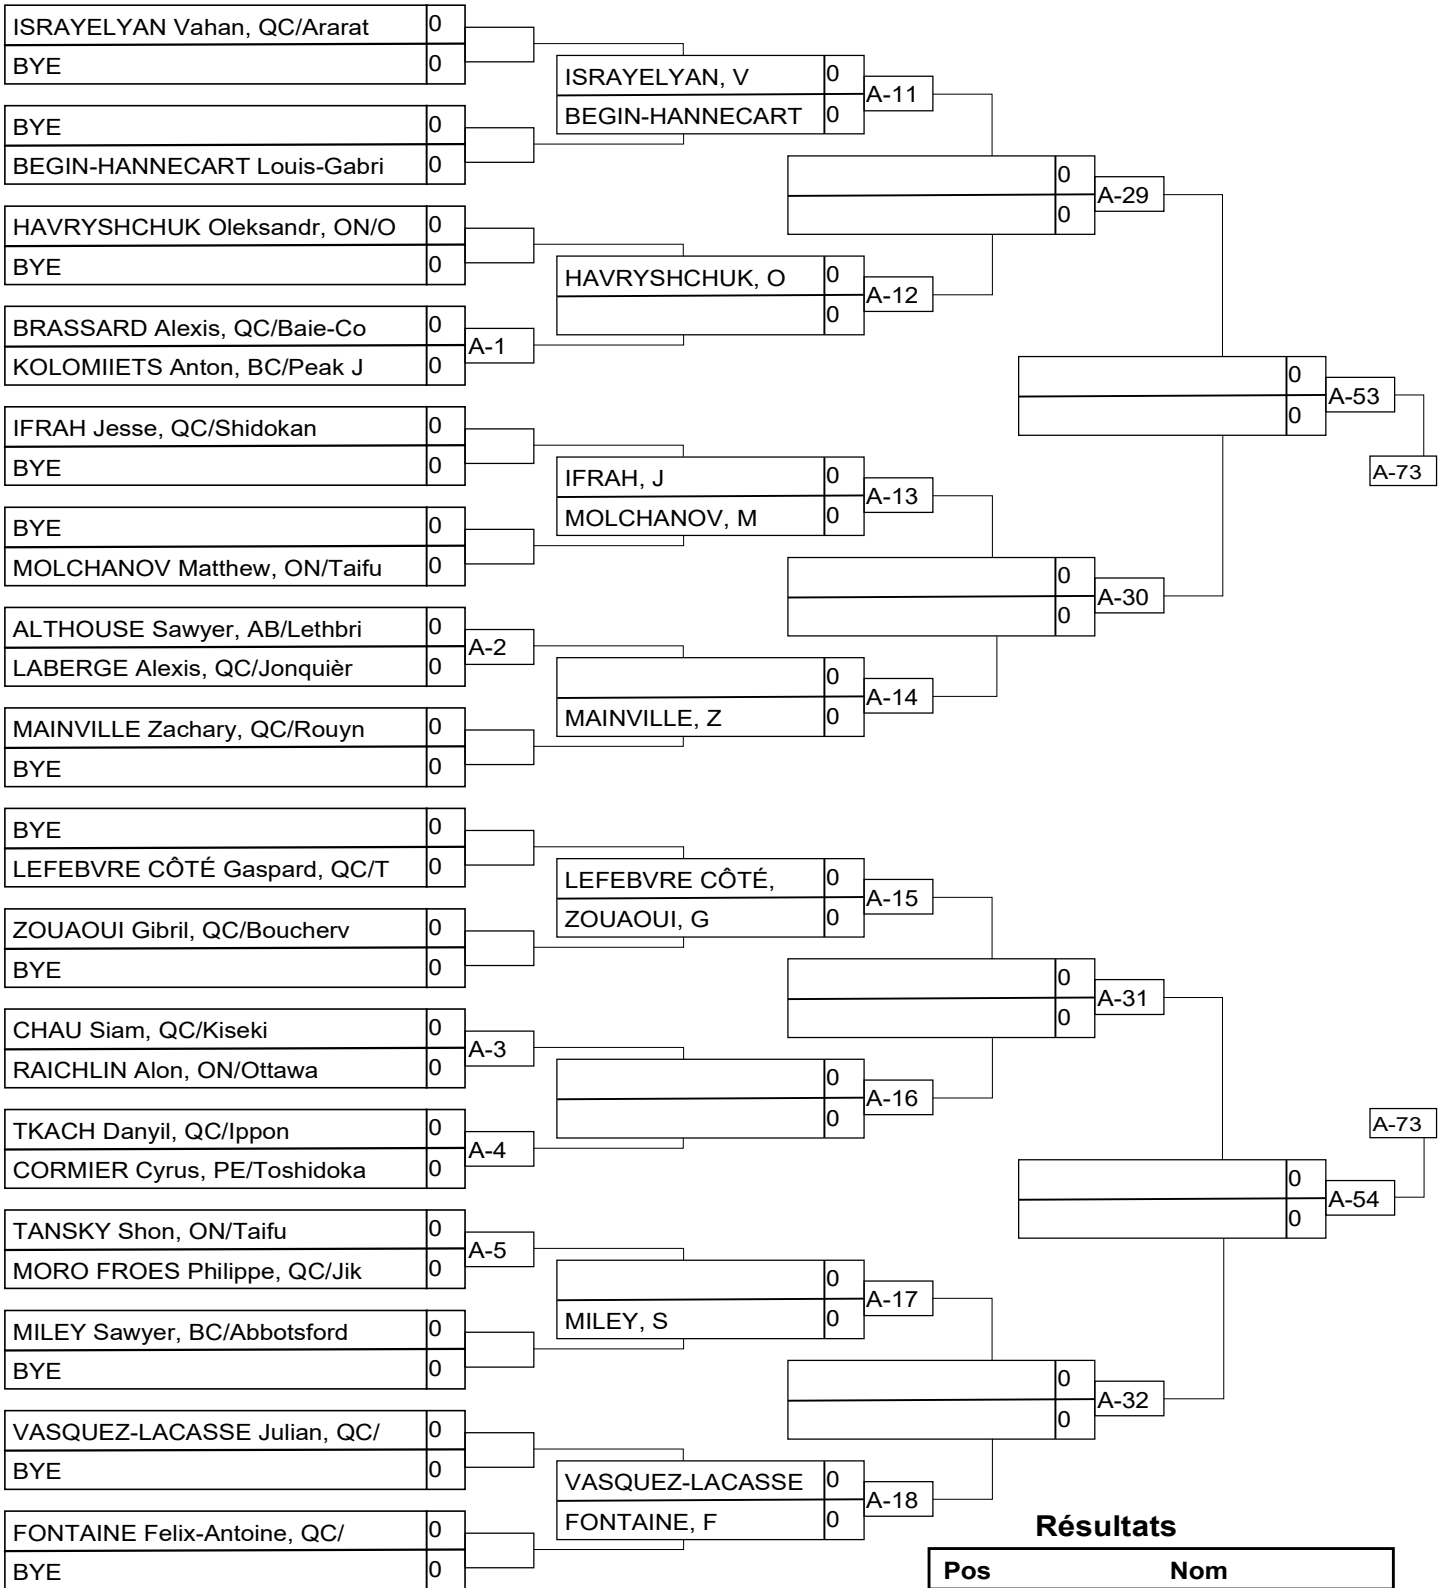 ISRAYELYAN Vahan, QC/Ararat 0
BYE 0
BYE 0
BEGIN-HANNECART Louis-Gabri 0
HAVRYSHCHUK Oleksandr, ON/O 0
BYE 0
BRASSARD Alexis, QC/Baie-Co 0
KOLOMIIETS Anton, BC/Peak J 0
A-1
IFRAH Jesse, QC/Shidokan 0
BYE 0
BYE 0
MOLCHANOV Matthew, ON/Taifu 0
ALTHOUSE Sawyer, AB/Lethbri 0
LABERGE Alexis, QC/Jonquièr 0
A-2
MAINVILLE Zachary, QC/Rouyn 0
BYE 0
BYE 0
LEFEBVRE CÔTÉ Gaspard, QC/T 0
ZOUAOUI Gibril, QC/Boucherv 0
BYE 0
CHAU Siam, QC/Kiseki 0
RAICHLIN Alon, ON/Ottawa 0
A-3
TKACH Danyil, QC/Ippon 0
CORMIER Cyrus, PE/Toshidoka 0
A-4
TANSKY Shon, ON/Taifu 0
MORO FROES Philippe, QC/Jik 0
A-5
MILEY Sawyer, BC/Abbotsford 0
BYE 0
VASQUEZ-LACASSE Julian, QC/ 0
BYE 0
FONTAINE Felix-Antoine, QC/ 0
BYE 0
ISRAYELYAN, V 0
BEGIN-HANNECART 0
A-11
HAVRYSHCHUK, O 0
0
A-12
IFRAH, J 0
MOLCHANOV, M 0
A-13
0
MAINVILLE, Z 0
A-14
LEFEBVRE CÔTÉ, 0
ZOUAOUI, G 0
A-15
0
0
A-16
0
MILEY, S 0
A-17
VASQUEZ-LACASSE 0
FONTAINE, F 0
A-18
0
0
A-29
0
0
A-30
0
0
A-31
0
0
A-32
0
0
A-53
A-73
A-73
0
0
A-54
Résultats
Pos Nom